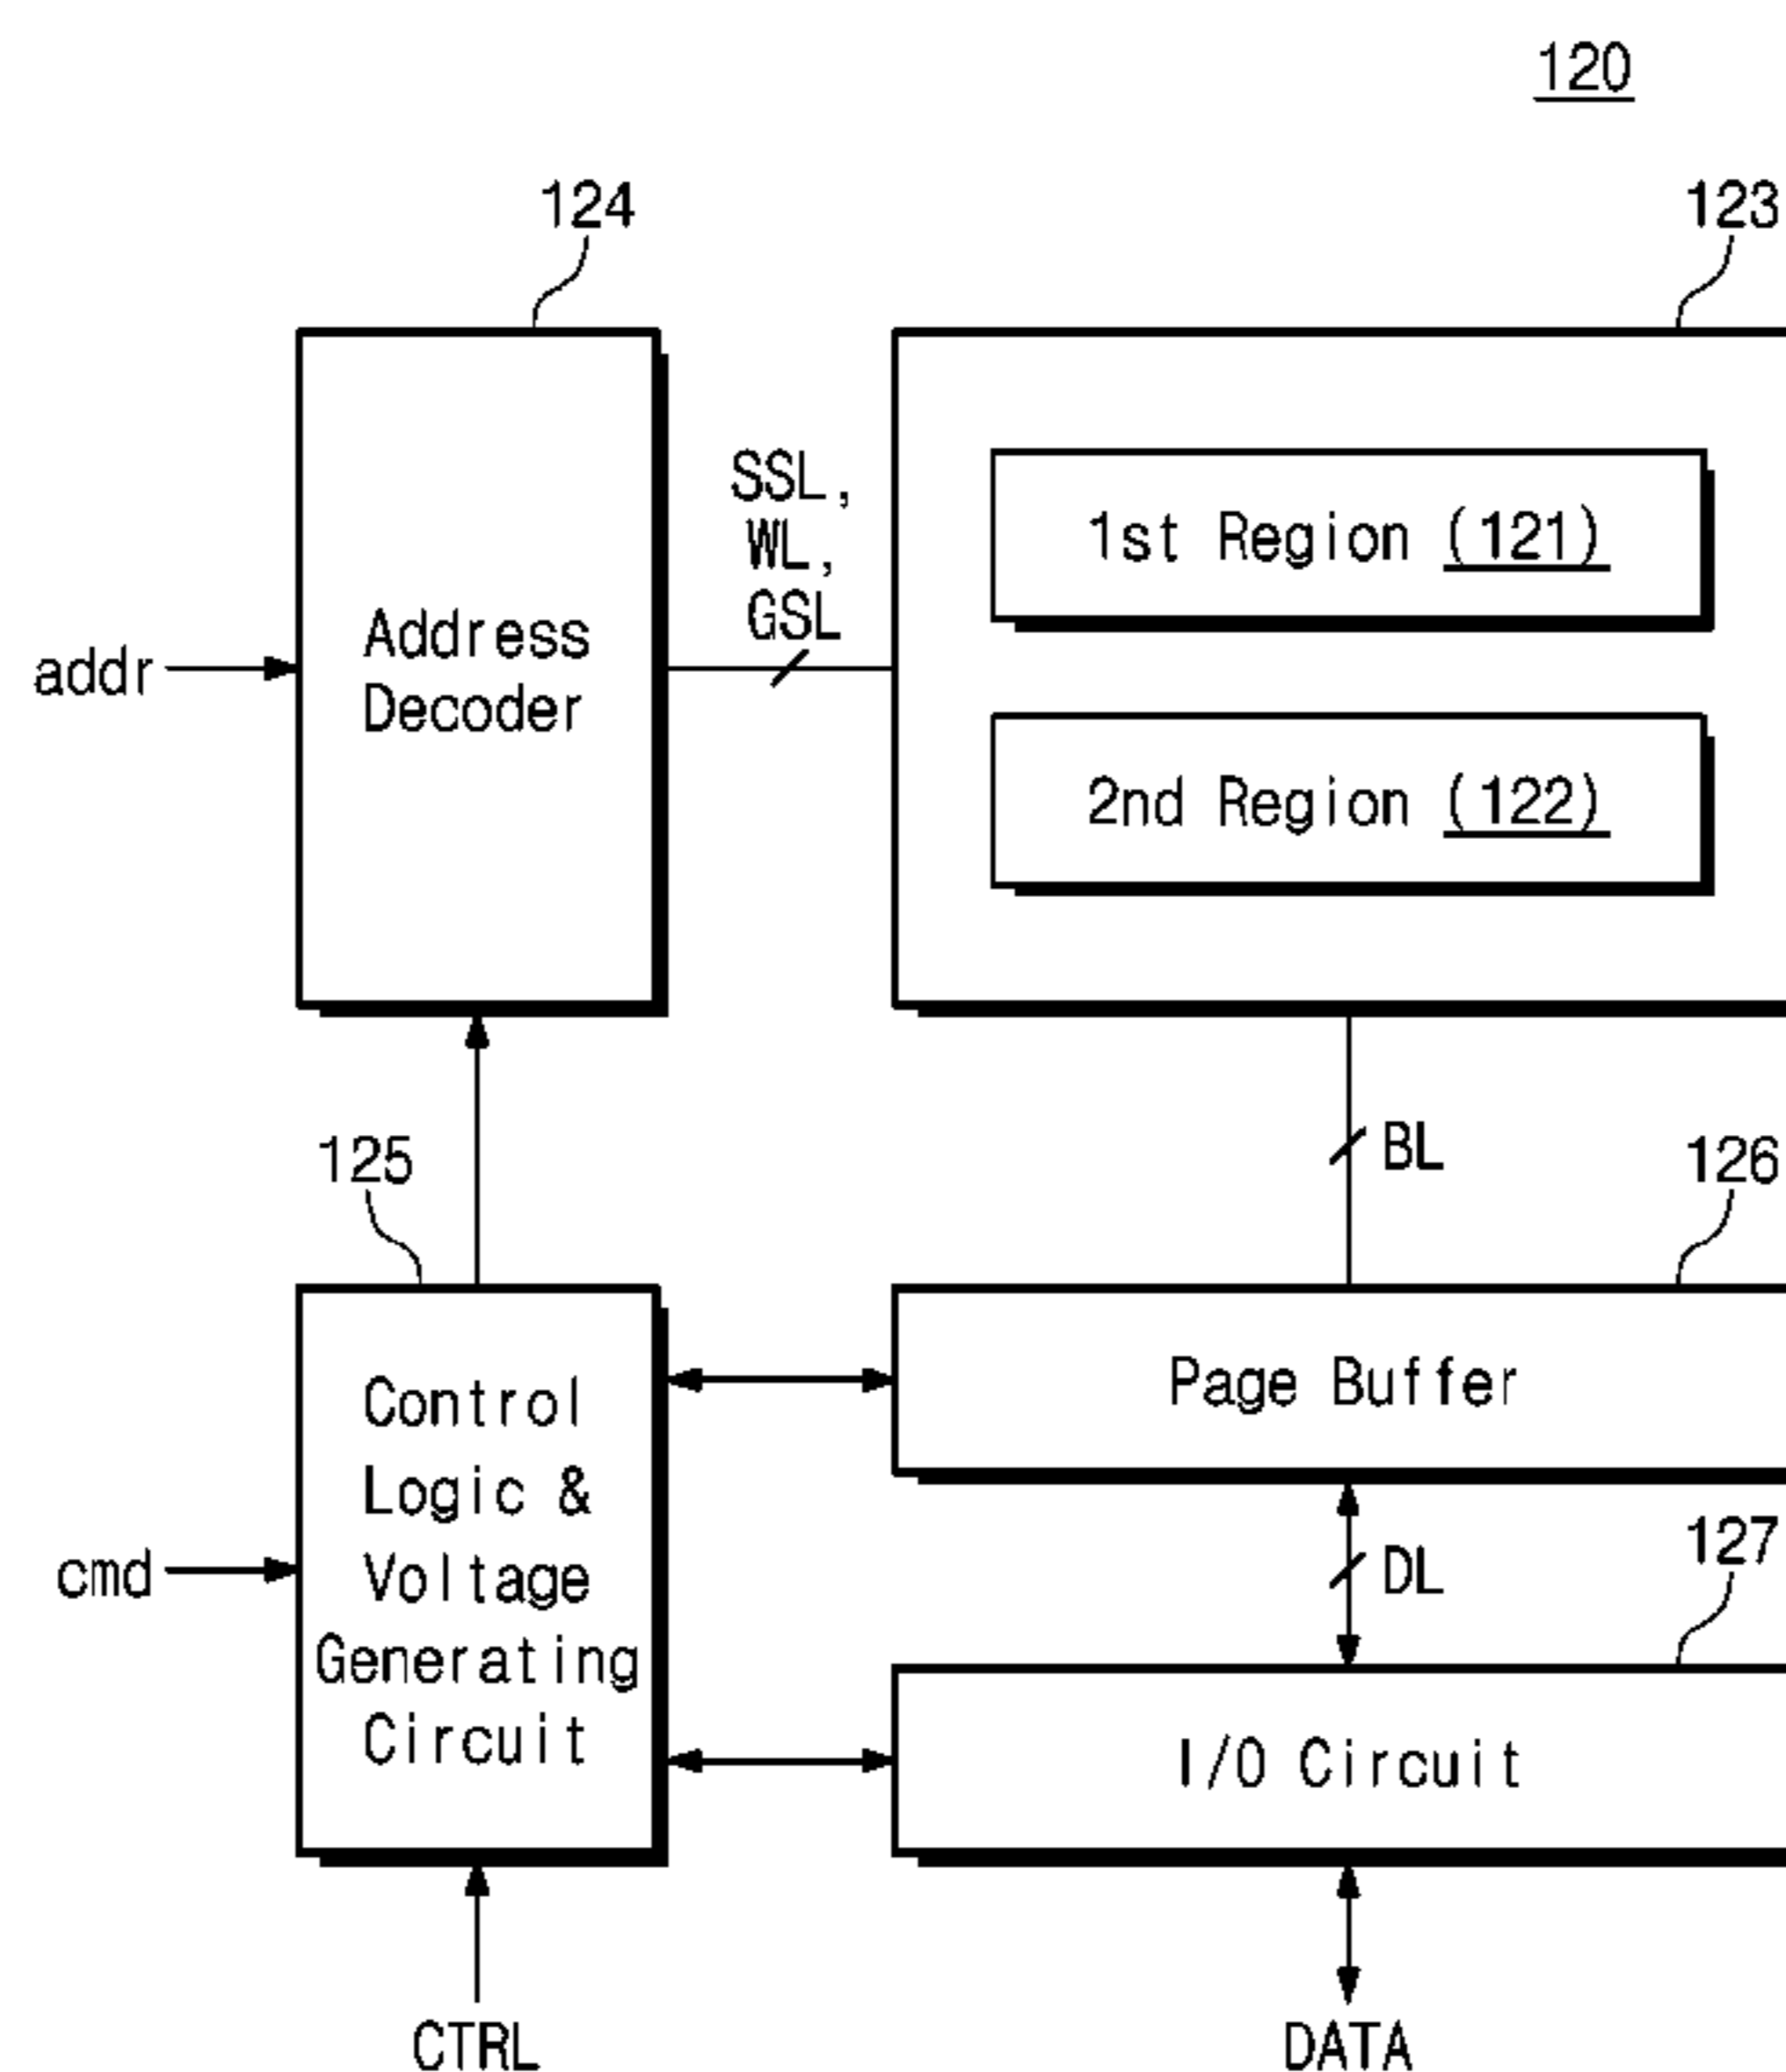 120
124
123
SSL,
WL,
GSL
1st Region (121)
addr
Address
Decoder
2nd Region (122)
125
BL
126
Control
Logic &
Voltage
Generating
Circuit
Page Buffer
cmd
DL
127
I/O Circuit
CTRL
DATA